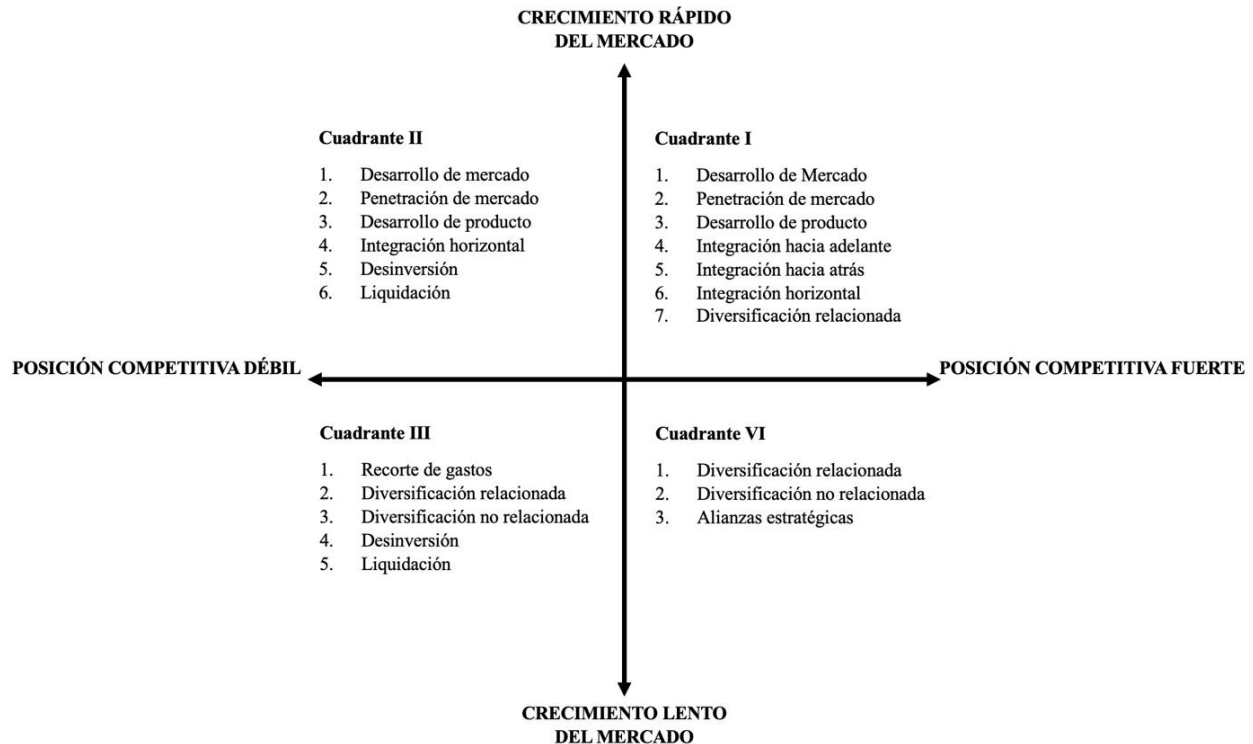 CRECIMIENTO RÁPIDO
DEL MERCADO
Cuadrante II
1. Desarrollo de mercado
2. Penetración de mercado
3. Desarrollo de producto
4. Integración horizontal
5. Desinversión
6. Liquidación
Cuadrante I
1. Desarrollo de Mercado
2. Penetración de mercado
3. Desarrollo de producto
4. Integración hacia adelante
5. Integración hacia atrás
6. Integración horizontal
7. Diversificación relacionada
POSICIÓN COMPETITIVA DÉBIL
POSICIÓN COMPETITIVA FUERTE
Cuadrante III
1. Recorte de gastos
2. Diversificación relacionada
3. Diversificación no relacionada
4. Desinversión
5. Liquidación
Cuadrante VI
1. Diversificación relacionada
2. Diversificación no relacionada
3. Alianzas estratégicas
CRECIMIENTO LENTO
DEL MERCADO